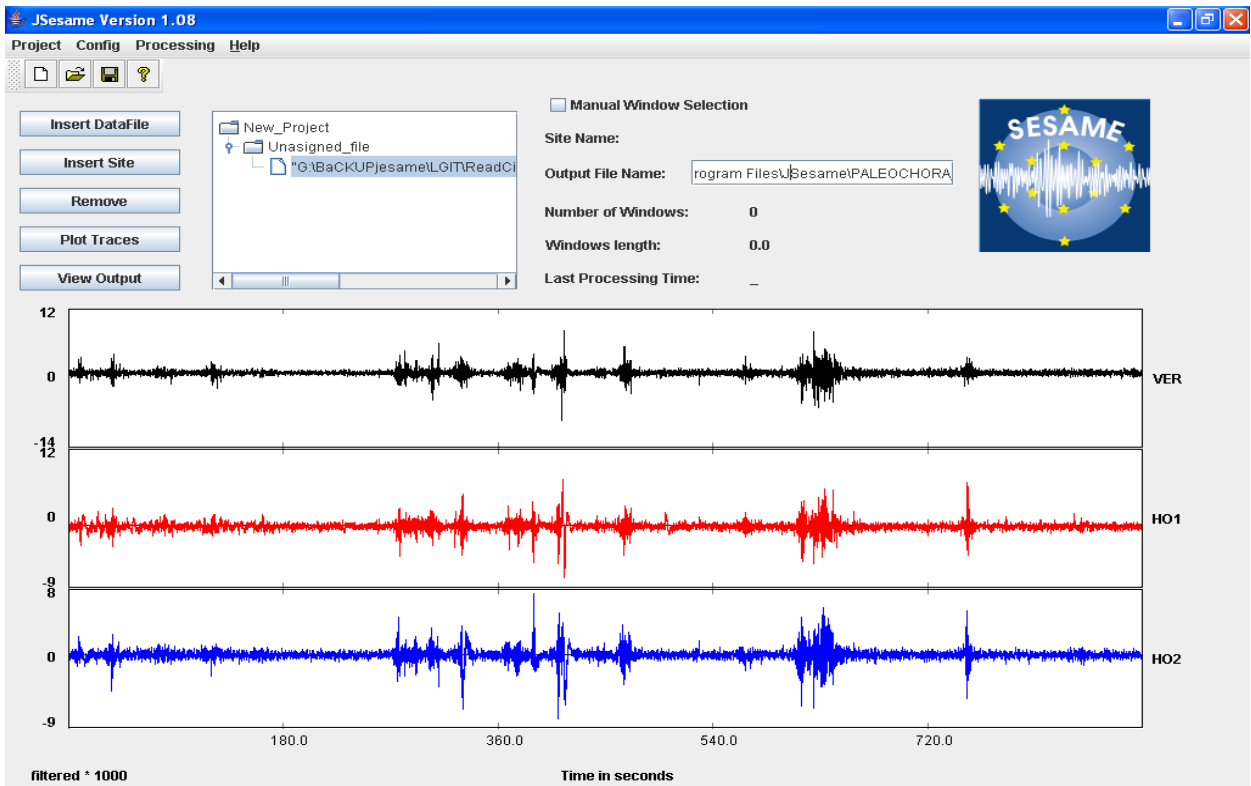 JSesame Version 1.08
Project Config Processing Help
Insert DataFile
Insert Site
Remove
Plot Traces
View Output
New_Project
Unasigned_file
"G:\BaCKUPjesame\LGIT\ReadCi
Manual Window Selection
Site Name:
Output File Name: rogram Files\JSesame\PALEOCHORA
Number of Windows: 0
Windows length: 0.0
Last Processing Time: _
SESAME
12
0
-14
VER
12
0
-9
HO1
8
0
-9
HO2
180.0 360.0 540.0 720.0
filtered * 1000 Time in seconds